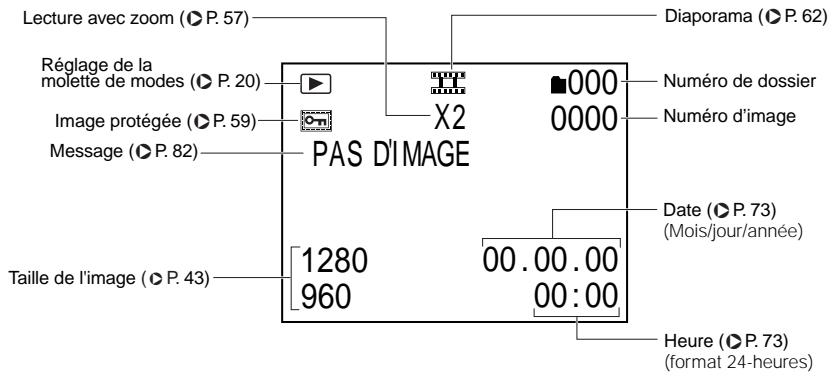 Lecture avec zoom (P. 57)
Diaporama (P. 62)
Réglage de la
molette de modes (P. 20)
000
Numéro de dossier
Image protégée (P. 59)
X2
0000
Numéro d'image
Message (P. 82)
PAS D'IMAGE
Date (P. 73)
(Mois/jour/année)
Taille de l'image (P. 43)
1280
00.00.00
960
00:00
Heure (P. 73)
(format 24-heures)